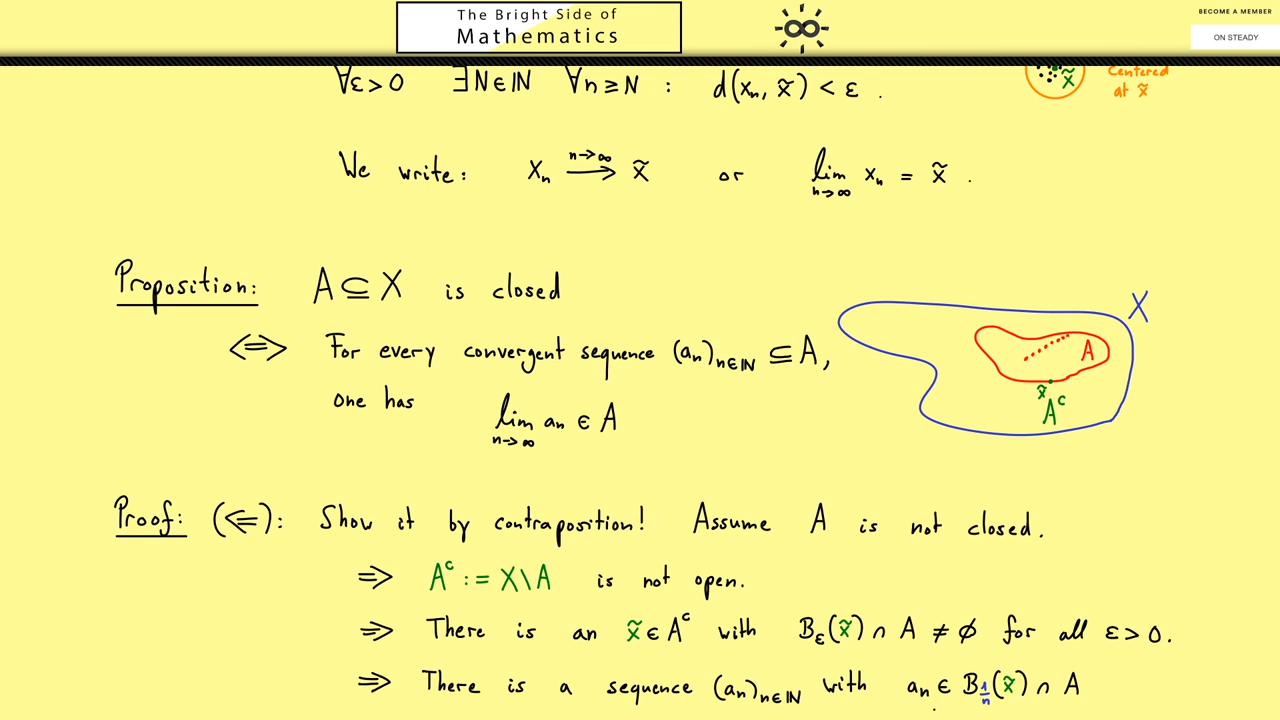 The Bright Side of
Mathematics
BECOME A MEMBER
ON STEADY
∀ε>0 ∃N∈ℕ ∀n≥N : d(xₙ, x̃) < ε .
x̃
Centered
at x̃
We write: xₙ —n→∞→ x̃ or lim_{n→∞} xₙ = x̃ .
Proposition: A ⊆ X is closed
⟺ For every convergent sequence (aₙ)_{n∈ℕ} ⊆ A,
one has lim_{n→∞} aₙ ∈ A
X
A
x̃
Aᶜ
Proof: (⇐): Show it by contraposition! Assume A is not closed.
⇒ Aᶜ := X\A is not open.
⇒ There is an x̃ ∈ Aᶜ with B_ε(x̃) ∩ A ≠ ∅ for all ε>0.
⇒ There is a sequence (aₙ)_{n∈ℕ} with aₙ ∈ B_{1/n}(x̃) ∩ A